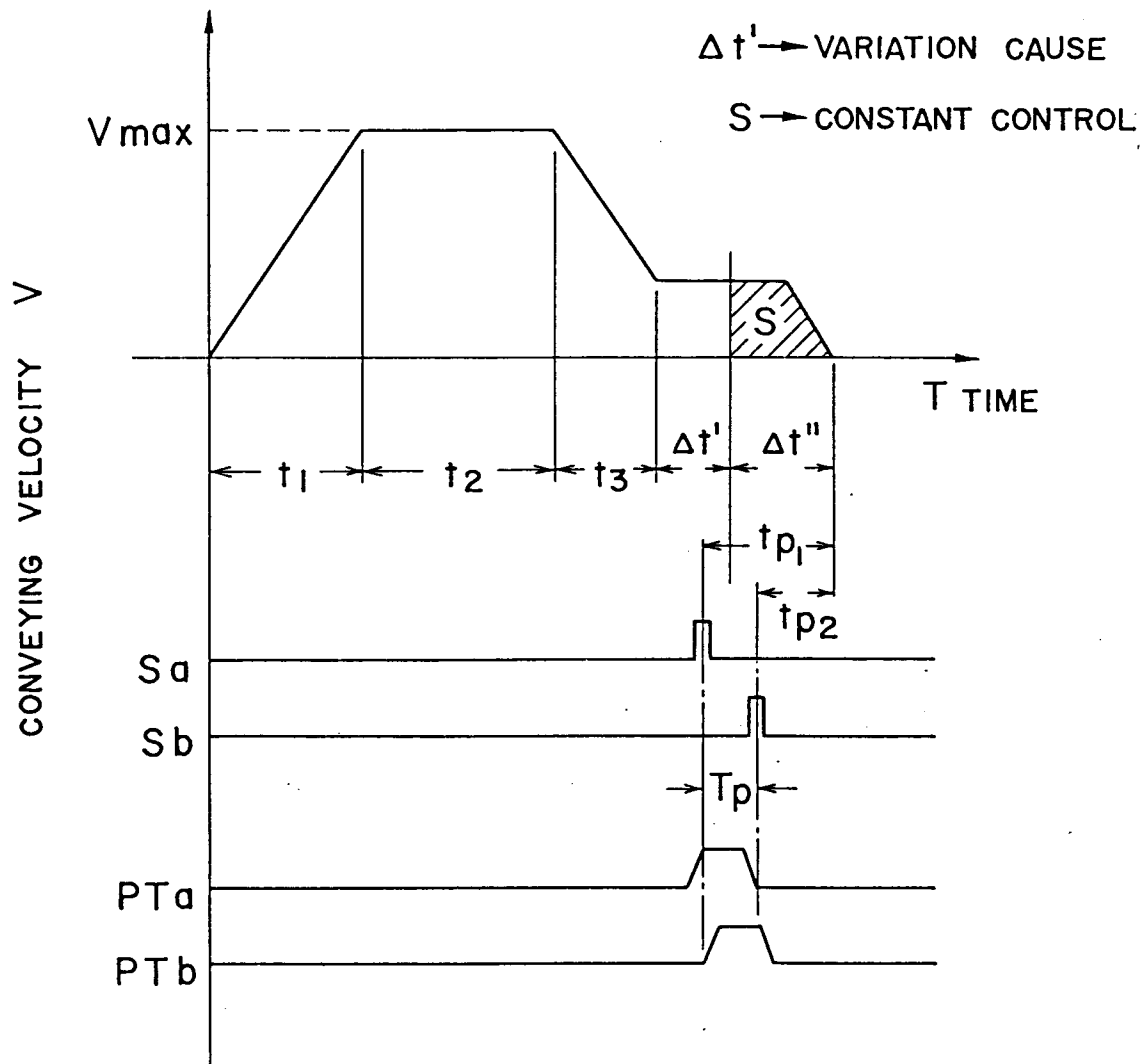 Δt' → VARIATION CAUSE
Vmax
S → CONSTANT CONTROL
CONVEYING VELOCITY V
S
T TIME
Δt' Δt"
t1 t2 t3
tp1
tp2
Sa
Sb
Tp
PTa
PTb